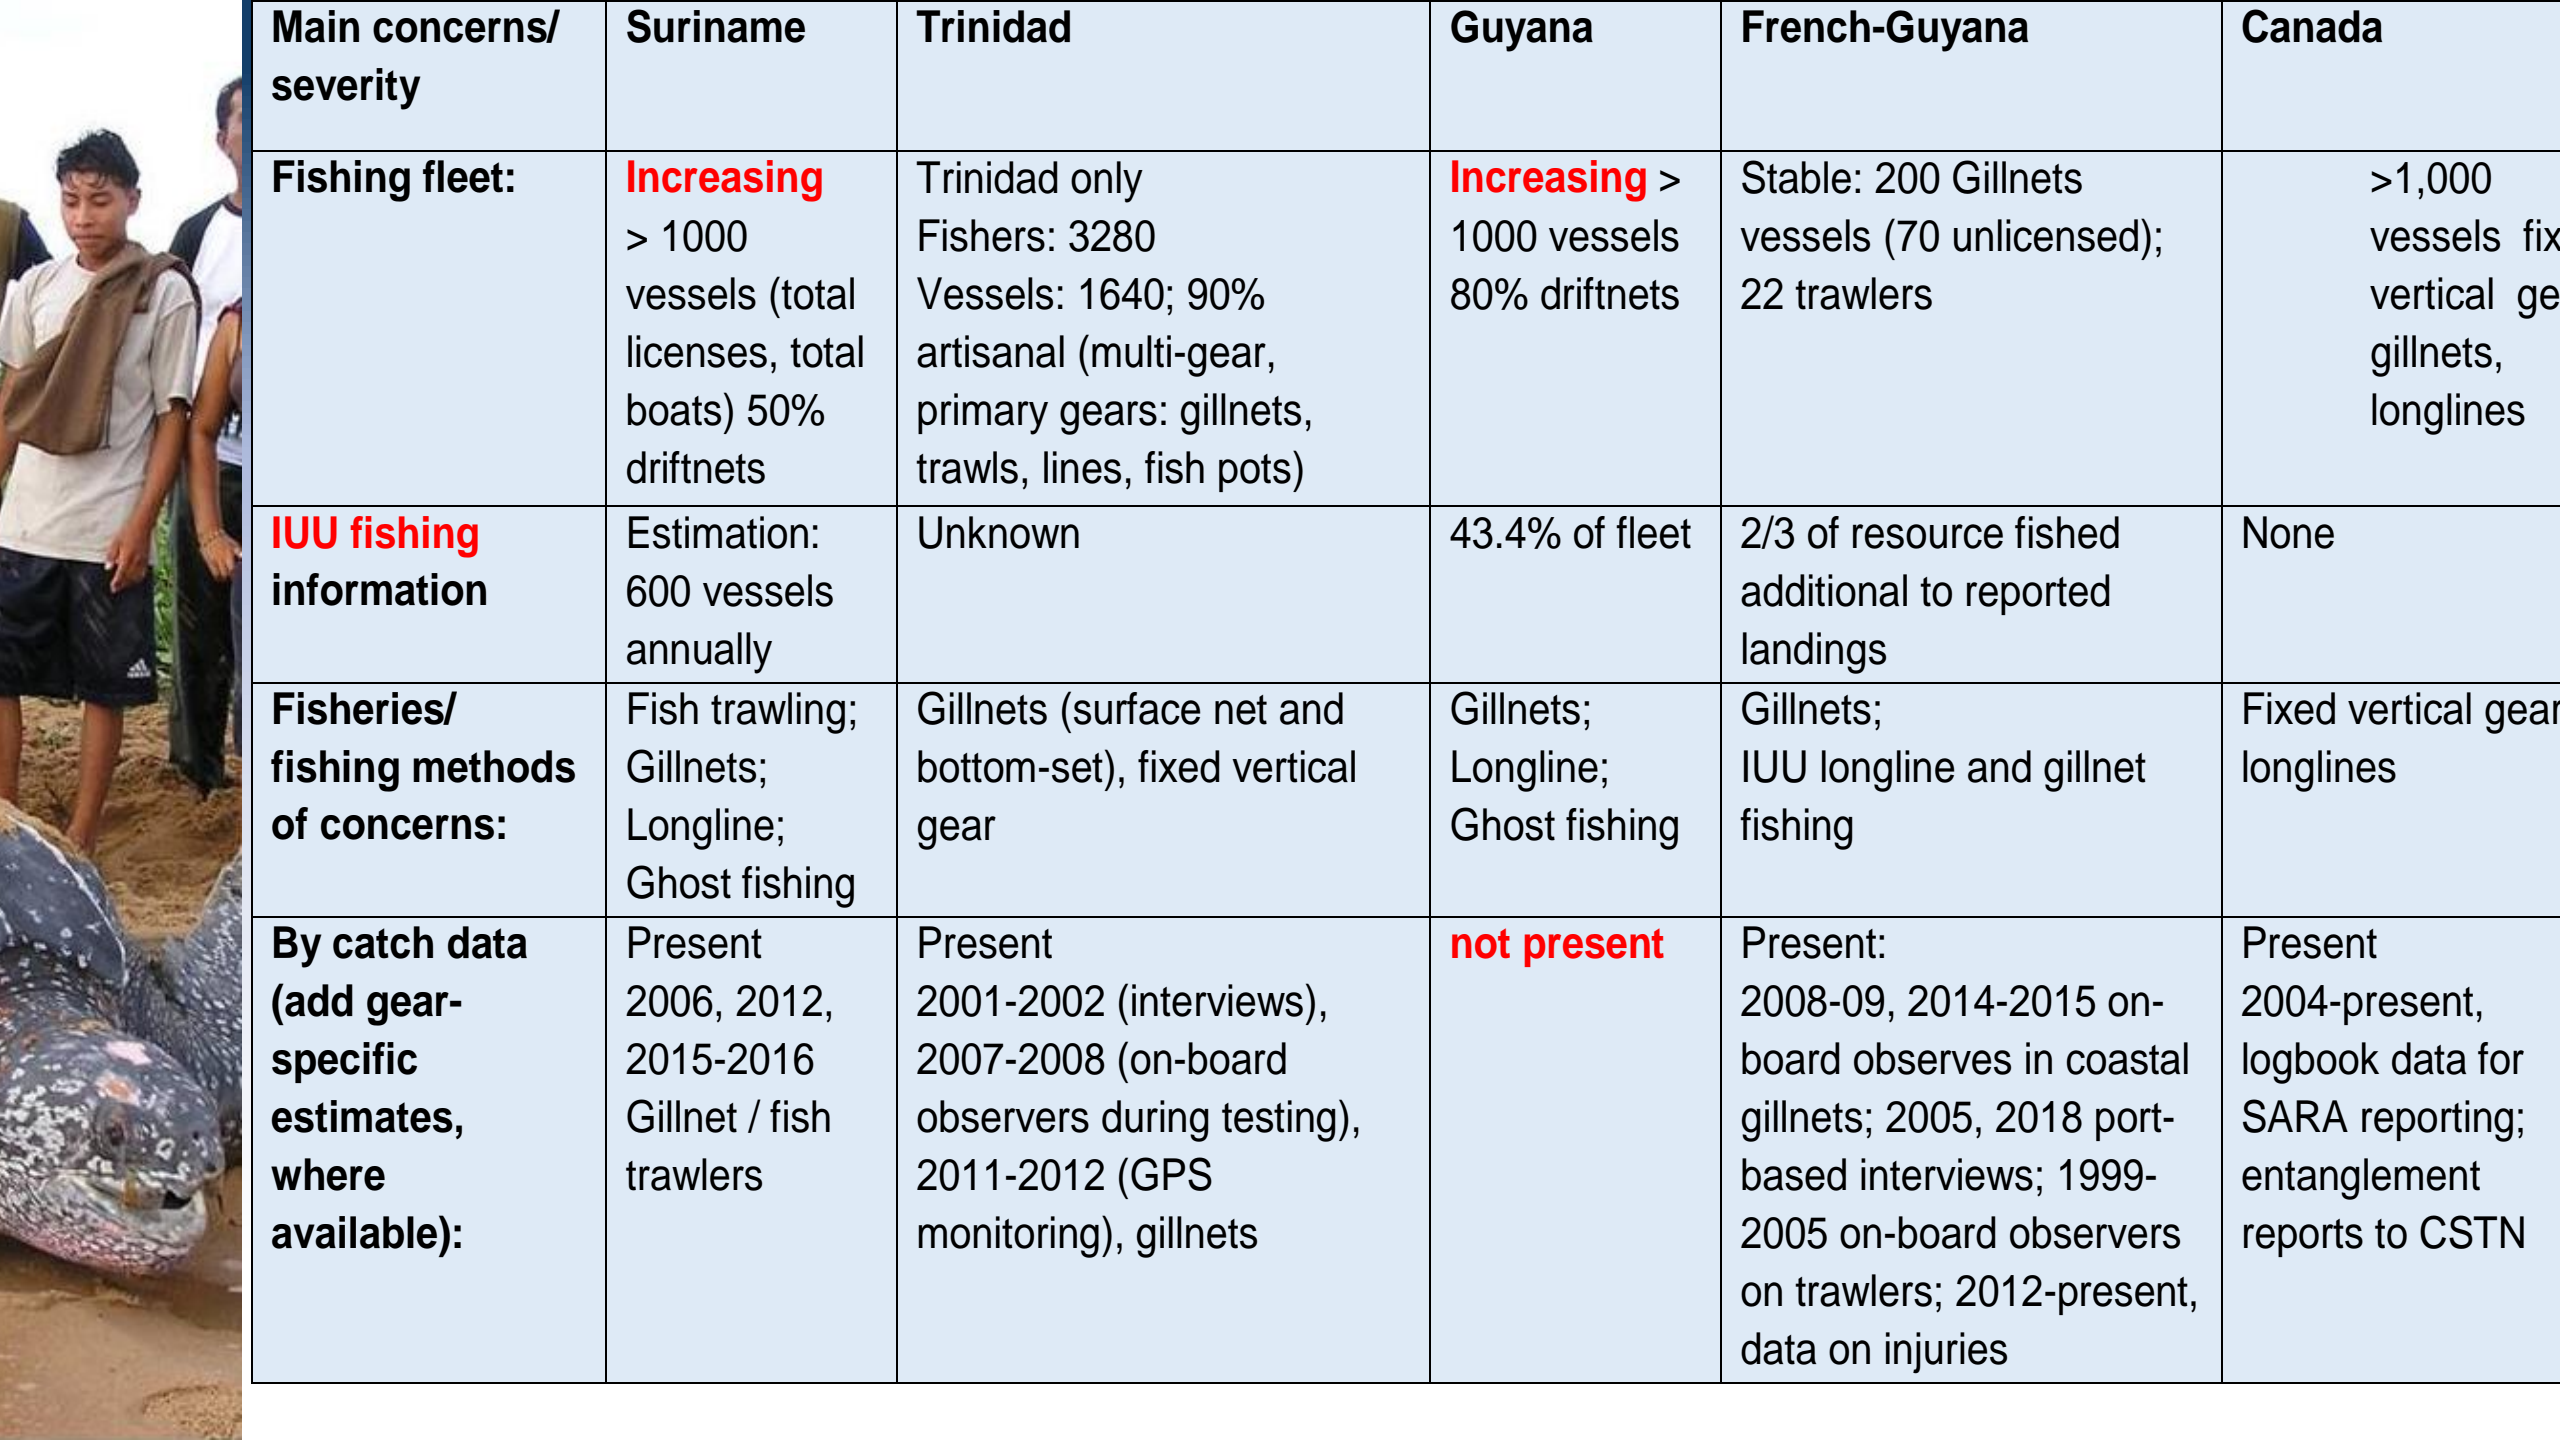 Main concerns/
severity
Suriname
Trinidad
Guyana
French-Guyana
Canada
Fishing fleet:
Increasing
> 1000
vessels (total
licenses, total
boats) 50%
driftnets
Trinidad only
Fishers: 3280
Vessels: 1640; 90%
artisanal (multi-gear,
primary gears: gillnets,
trawls, lines, fish pots)
Increasing >
1000 vessels
80% driftnets
Stable: 200 Gillnets
vessels (70 unlicensed);
22 trawlers
>1,000
vessels
vertical
gillnets,
longlines
IUU fishing
information
Estimation:
600 vessels
annually
Unknown
43.4% of fleet
2/3 of resource fished
additional to reported
landings
None
Fisheries/
fishing methods
of concerns:
Fish trawling;
Gillnets;
Longline;
Ghost fishing
Gillnets (surface net and
bottom-set), fixed vertical
gear
Gillnets;
Longline;
Ghost fishing
Gillnets;
IUU longline and gillnet
fishing
Fixed vertical gear
longlines
By catch data
(add gear-
specific
estimates,
where
available):
Present
2006, 2012,
2015-2016
Gillnet / fish
trawlers
Present
2001-2002 (interviews),
2007-2008 (on-board
observers during testing),
2011-2012 (GPS
monitoring), gillnets
not present
Present:
2008-09, 2014-2015 on-
board observes in coastal
gillnets; 2005, 2018 port-
based interviews; 1999-
2005 on-board observers
on trawlers; 2012-present,
data on injuries
Present
2004-present,
logbook data for
SARA reporting;
entanglement
reports to CSTN